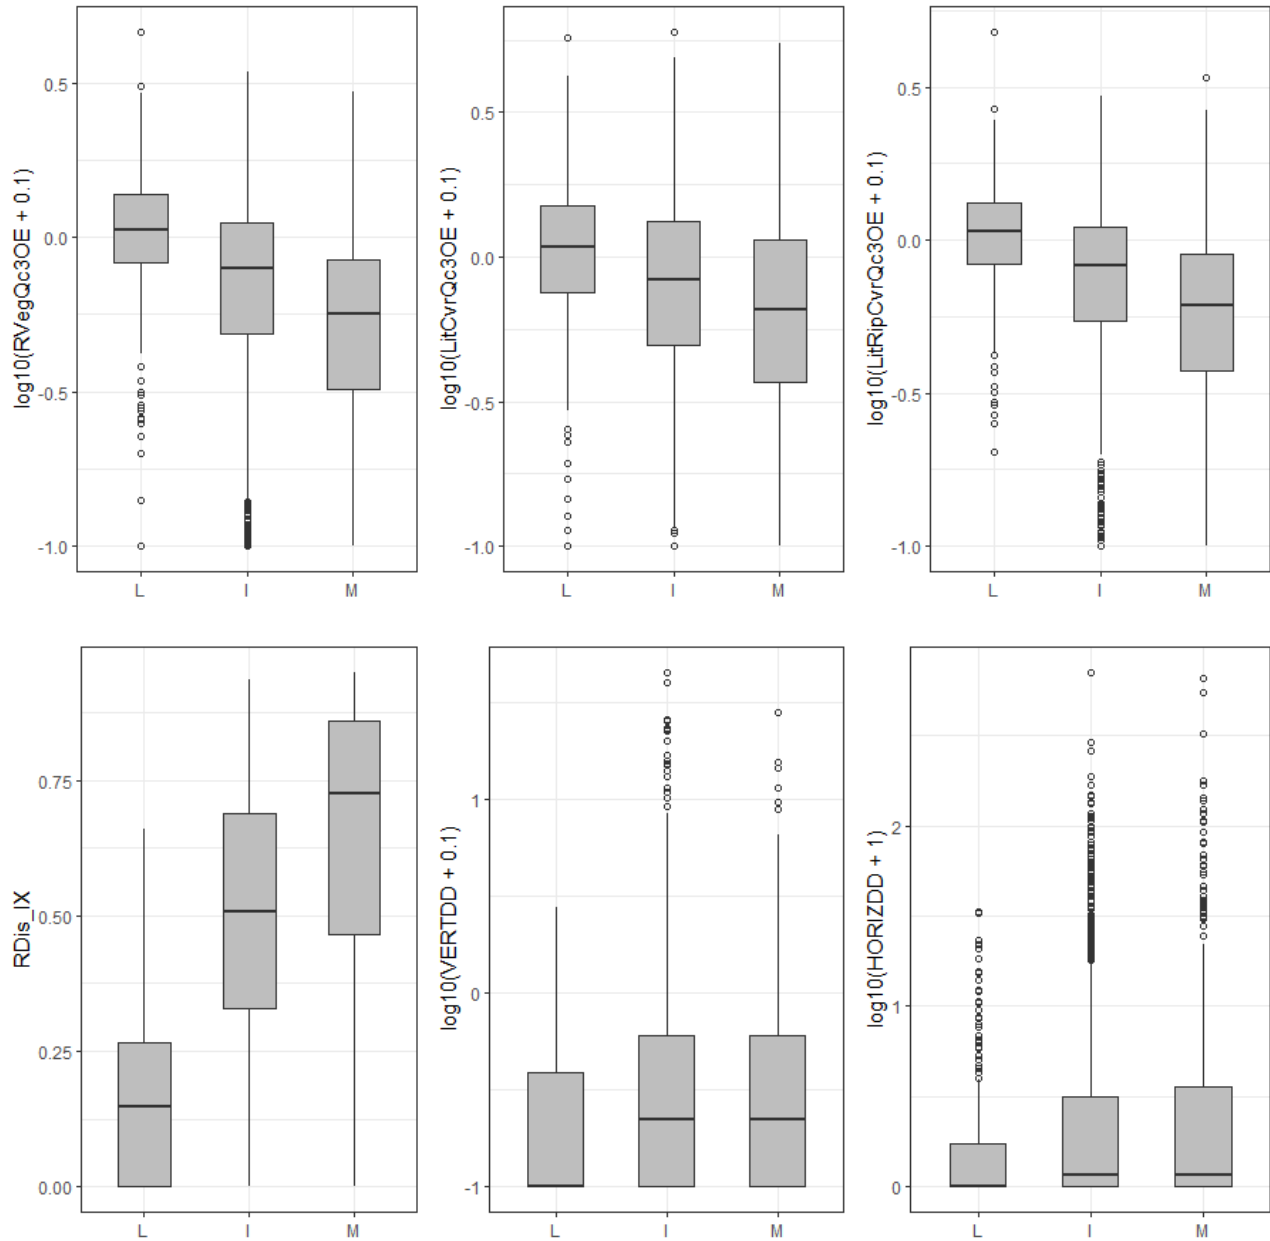 log10(RVegQc3OE + 0.1)
0.5
0.0
-0.5
-1.0
L I M
log10(LitCvrQc3OE + 0.1)
0.5
0.0
-0.5
-1.0
L I M
log10(LitRipCvrQc3OE + 0.1)
0.5
0.0
-0.5
-1.0
L I M
RDis_IX
0.75
0.50
0.25
0.00
L I M
log10(VERTDD + 0.1)
1
0
-1
L I M
log10(HORIZDD + 1)
2
1
0
L I M